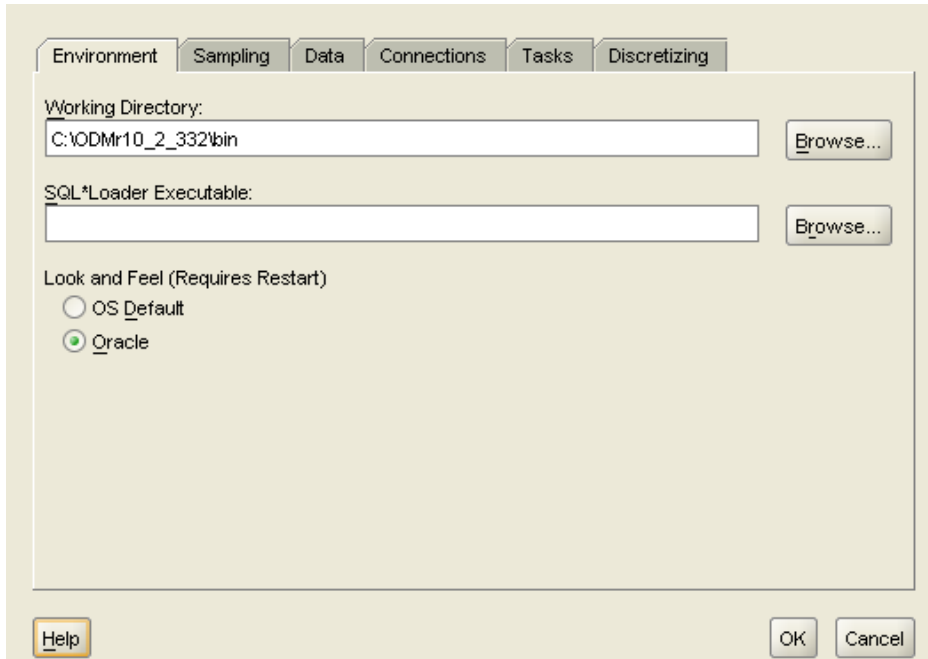 Environment Sampling Data Connections Tasks Discretizing
Working Directory:
C:\ODMr10_2_332\bin Browse...
SQL*Loader Executable:
Browse...
Look and Feel (Requires Restart)
OS Default
Oracle
Help OK Cancel